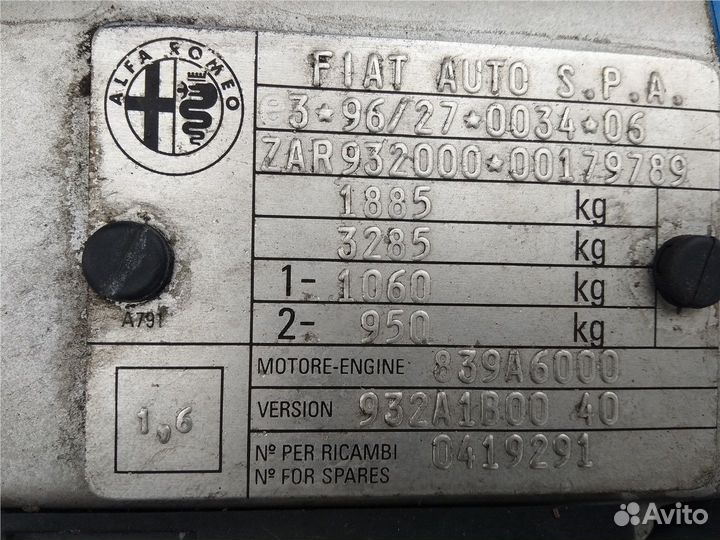 ALFA ROMEO
FIAT AUTO S.P.A.
e3*96/27*0034*06
ZAR932000*00179789
1885 kg
3285 kg
1- 1060 kg
2- 950 kg
A791
MOTORE-ENGINE 839A6000
VERSION 932A1B00 40
1,6
Nº PER RICAMBI 0419291
Nº FOR SPARES
Avito